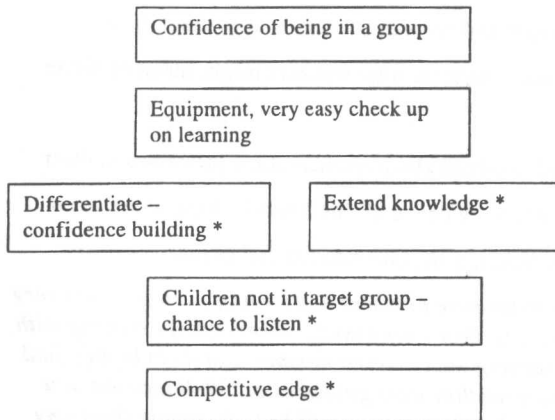 Confidence of being in a group
Equipment, very easy check up
on learning
Differentiate –
confidence building *
Extend knowledge *
Children not in target group –
chance to listen *
Competitive edge *